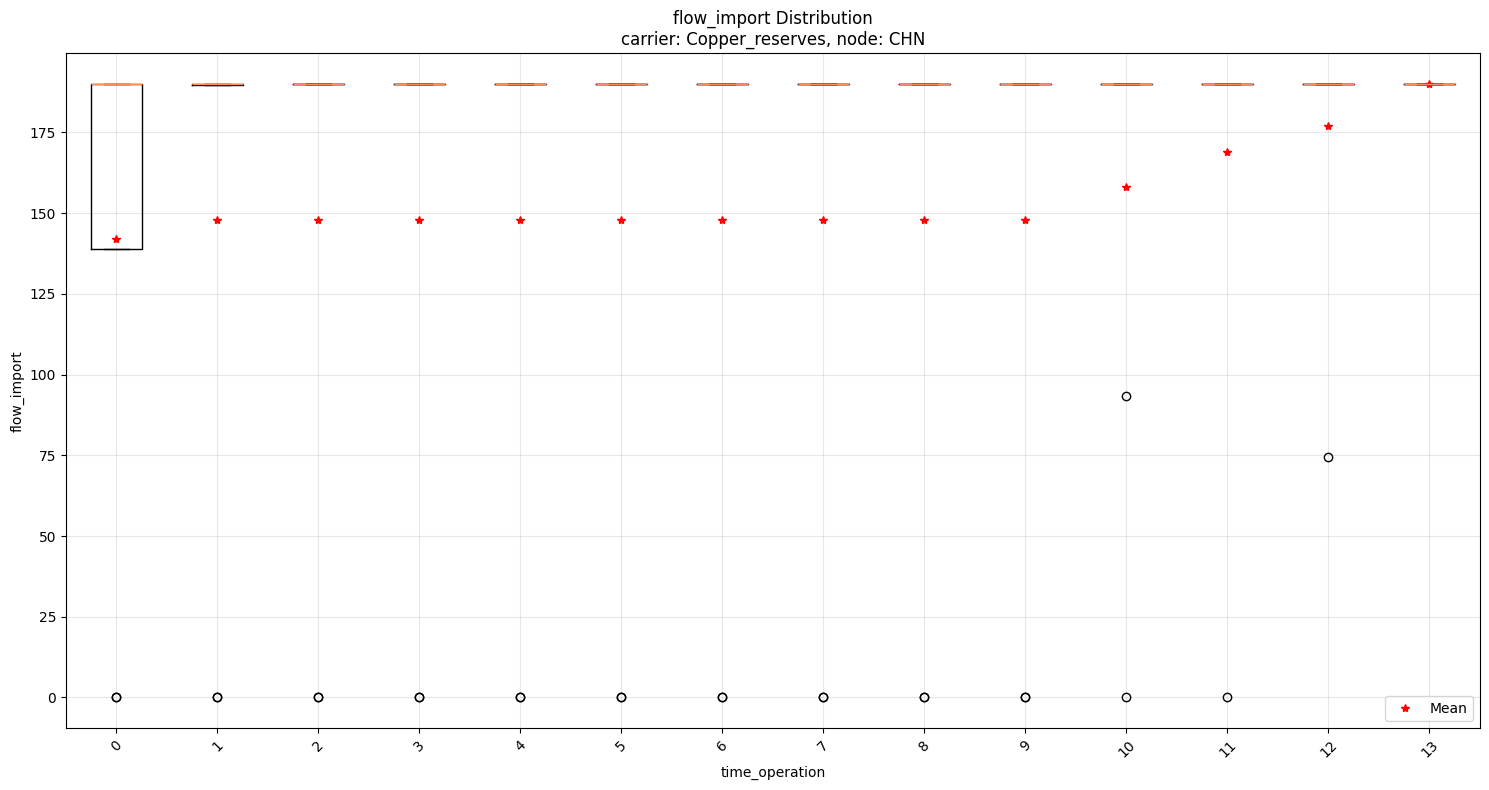 flow_import Distribution
carrier: Copper_reserves, node: CHN
flow_import
175
150
125
100
75
50
25
0
Mean
0 1 2 3 4 5 6 7 8 9 10 11 12 13
time_operation